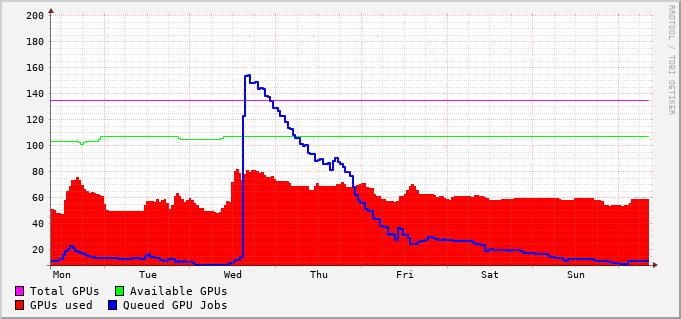 200
180
160
140
120
100
80
60
40
20
Mon Tue Wed Thu Fri Sat Sun
Total GPUs Available GPUs
GPUs used Queued GPU Jobs
RRDTOOL / TOBI OETIKER